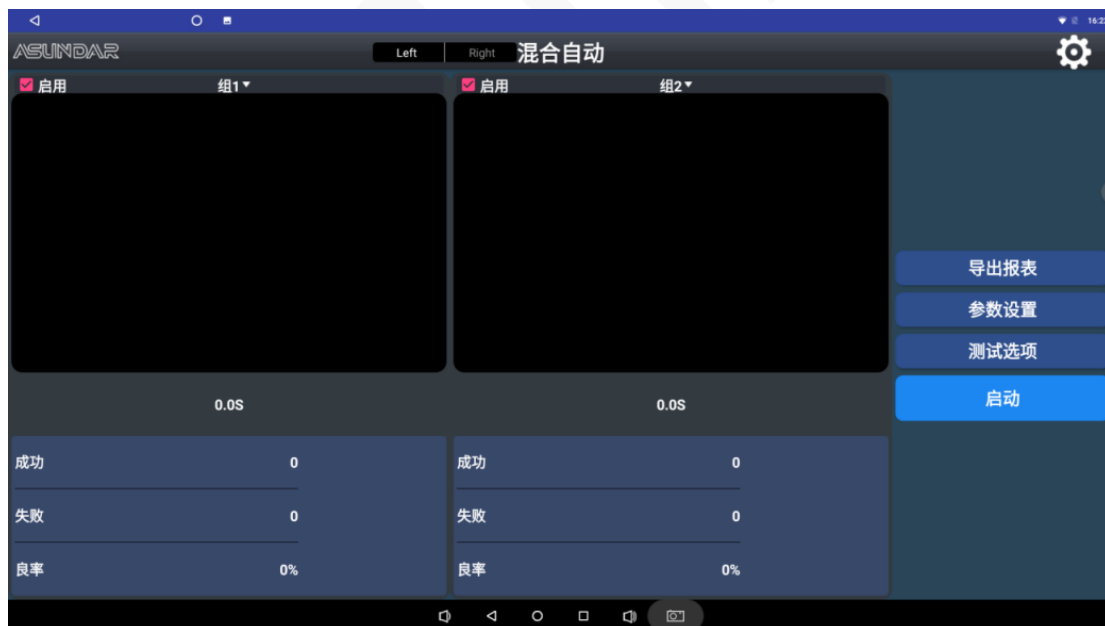 16:22
ASUNDAR
Left Right 混合自动
启用 组1
启用 组2
导出报表
参数设置
测试选项
启动
0.0S
0.0S
成功 0
失败 0
良率 0%
成功 0
失败 0
良率 0%